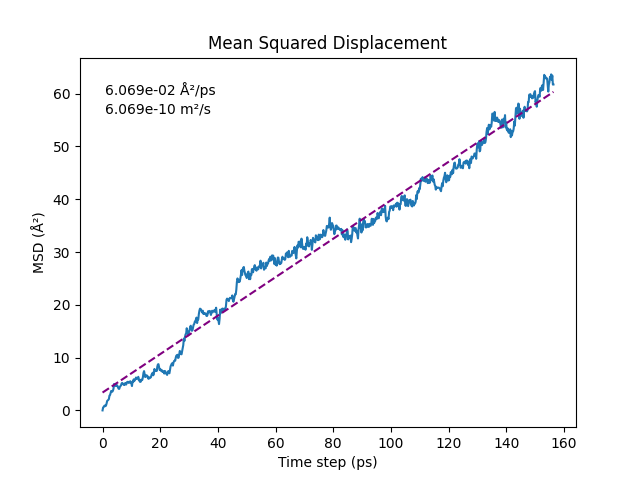 Mean Squared Displacement
6.069e-02 Å²/ps
6.069e-10 m²/s
MSD (Å²)
60
50
40
30
20
10
0
0 20 40 60 80 100 120 140 160
Time step (ps)